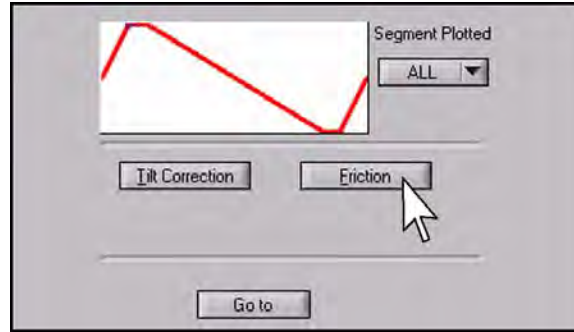 Segment Plotted
ALL
Tilt Correction
Friction
Go to